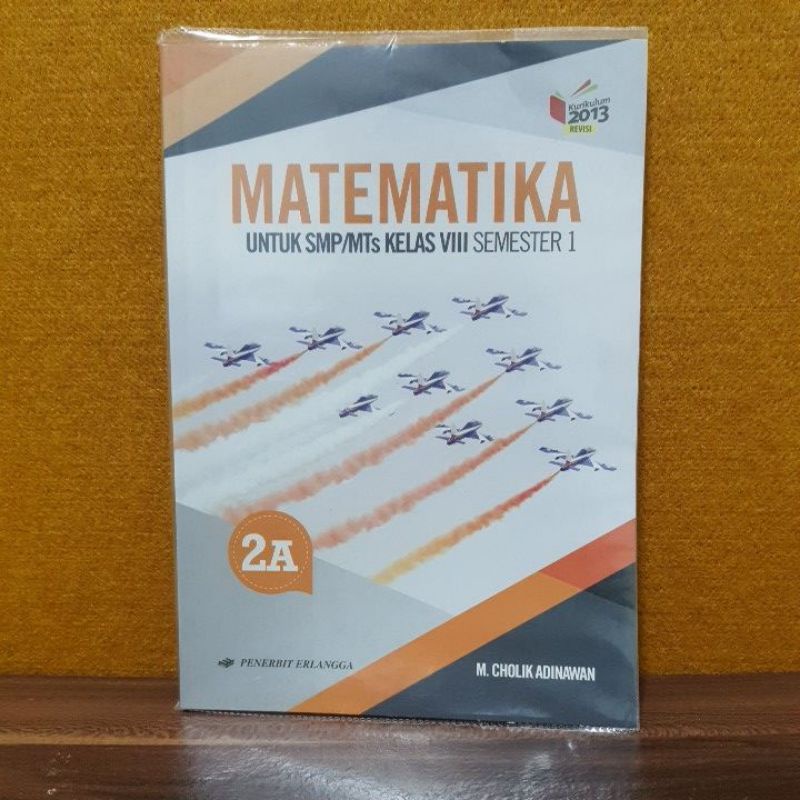 Kurikulum
2013
REVISI
MATEMATIKA
UNTUK SMP/MTs KELAS VIII SEMESTER 1
2A
PENERBIT ERLANGGA
M. CHOLIK ADINAWAN